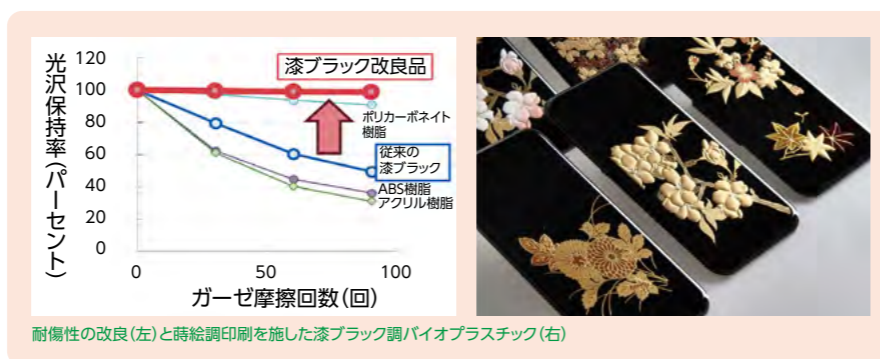 光沢保持率(パーセント)
120
100
80
60
40
20
0
漆ブラック改良品
ポリカーボネイト
樹脂
従来の
漆ブラック
ABS樹脂
アクリル樹脂
0
50
100
ガーゼ摩擦回数(回)
耐傷性の改良(左)と蒔絵調印刷を施した漆ブラック調バイオプラスチック(右)